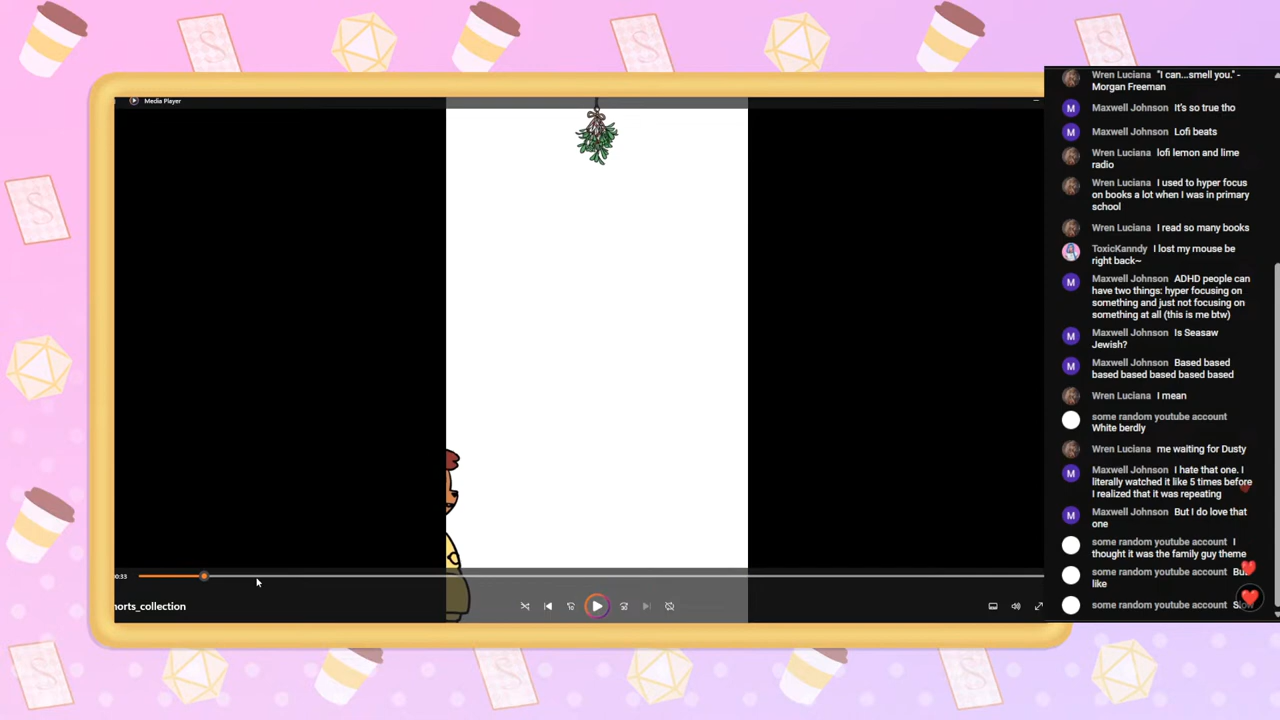 Media Player
0:33
horts_collection
Wren Luciana "I can...smell you." -
Morgan Freeman
M Maxwell Johnson It's so true tho
M Maxwell Johnson Lofi beats
Wren Luciana lofi lemon and lime
radio
Wren Luciana I used to hyper focus
on books a lot when I was in primary
school
Wren Luciana I read so many books
ToxicKanndy I lost my mouse be
right back~
M Maxwell Johnson ADHD people can
have two things: hyper focusing on
something and just not focusing on
something at all (this is me btw)
M Maxwell Johnson Is Seasaw
Jewish?
M Maxwell Johnson Based based
based based based based based
Wren Luciana I mean
some random youtube account
White berdly
Wren Luciana me waiting for Dusty
M Maxwell Johnson I hate that one. I
literally watched it like 5 times before
I realized that it was repeating
M Maxwell Johnson But I do love that
one
some random youtube account I
thought it was the family guy theme
some random youtube account But
like
some random youtube account
S
S
S
S
S
S